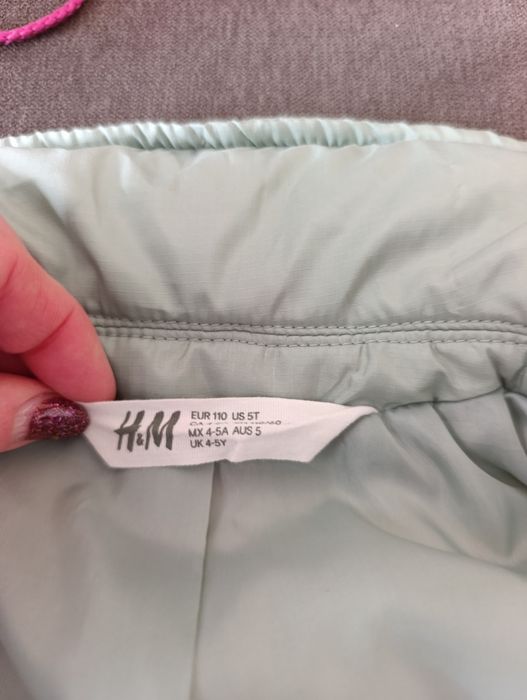 H&M
EUR 110 US 5T
MX 4-5A AUS 5
UK 4-5Y